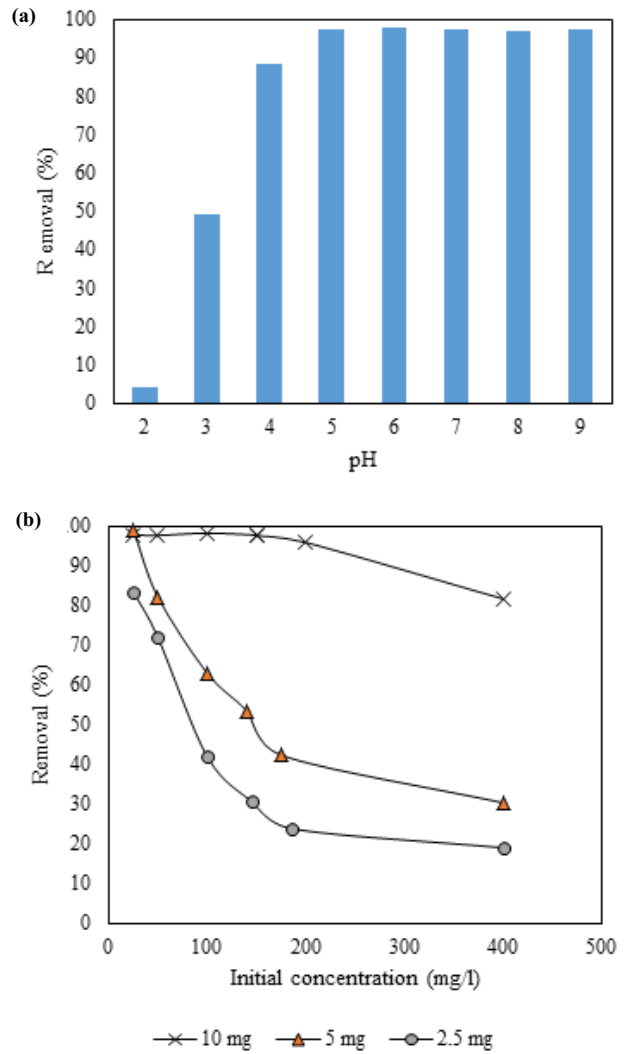 (a)
100
90
80
70
60
50
40
30
20
10
0
R emoval (%)
2 3 4 5 6 7 8 9
pH
(b)
.00
90
80
70
60
50
40
30
20
10
0
Removal (%)
0 100 200 300 400 500
Initial concentration (mg/l)
10 mg 5 mg 2.5 mg